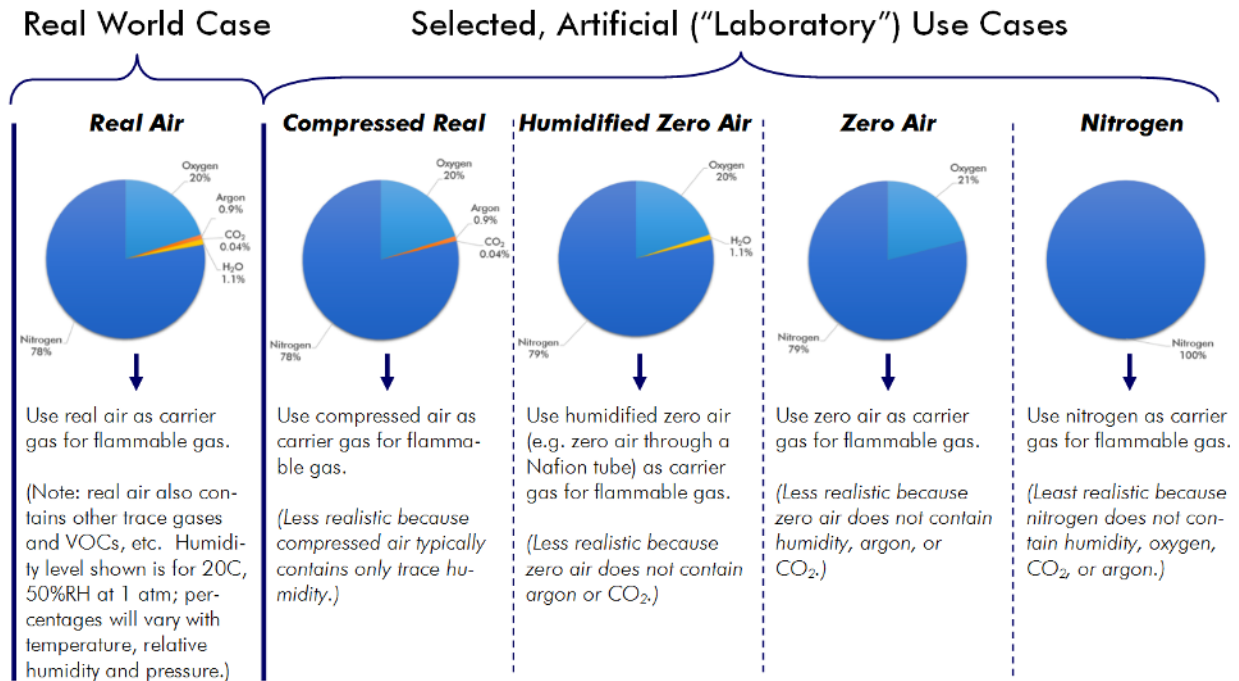 Real World Case
Selected, Artificial (“Laboratory”) Use Cases
Real Air
Oxygen
20%
Argon
0.9%
CO₂
0.04%
H₂O
1.1%
Nitrogen
78%
Use real air as carrier
gas for flammable gas.
(Note: real air also con-
tains other trace gases
and VOCs, etc.  Humidi-
ty level shown is for 20C,
50%RH at 1 atm; per-
centages will vary with
temperature, relative
humidity and pressure.)
Compressed Real
Oxygen
20%
Argon
0.9%
CO₂
0.04%
Nitrogen
78%
Use compressed air as
carrier gas for flamma-
ble gas.
(Less realistic because
compressed air typically
contains only trace hu-
midity.)
Humidified Zero Air
Oxygen
20%
H₂O
1.1%
Nitrogen
79%
Use humidified zero air
(e.g. zero air through a
Nafion tube) as carrier
gas for flammable gas.
(Less realistic because
zero air does not contain
argon or CO₂.)
Zero Air
Oxygen
21%
Nitrogen
79%
Use zero air as carrier
gas for flammable gas.
(Less realistic because
zero air does not contain
humidity, argon, or
CO₂.)
Nitrogen
Nitrogen
100%
Use nitrogen as carrier
gas for flammable gas.
(Least realistic because
nitrogen does not con-
tain humidity, oxygen,
CO₂, or argon.)